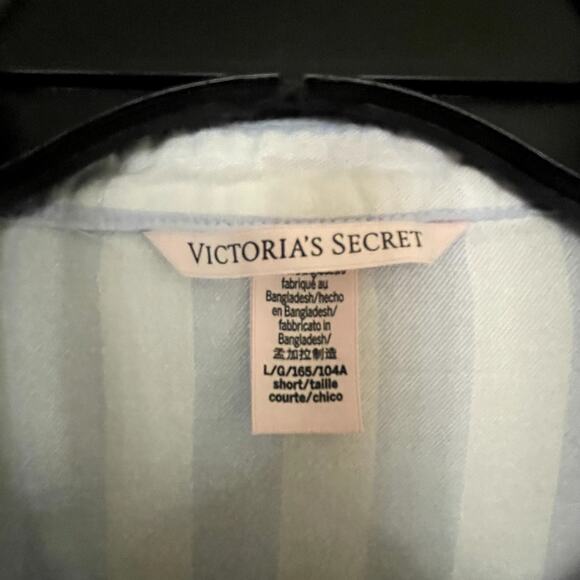 VICTORIA'S SECRET
fabriqué au
Bangladesh/hecho
en Bangladesh/
fabbricato in
Bangladesh/
孟加拉制造
L/G/165/104A
short/taille
courte/chico